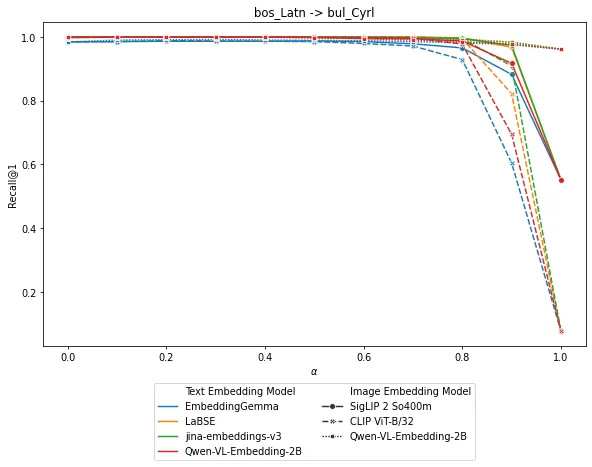 bos_Latn -> bul_Cyrl
Recall@1
1.0
0.8
0.6
0.4
0.2
0.0 0.2 0.4 0.6 0.8 1.0
α
Text Embedding Model
EmbeddingGemma
LaBSE
jina-embeddings-v3
Qwen-VL-Embedding-2B
Image Embedding Model
SigLIP 2 So400m
CLIP ViT-B/32
Qwen-VL-Embedding-2B